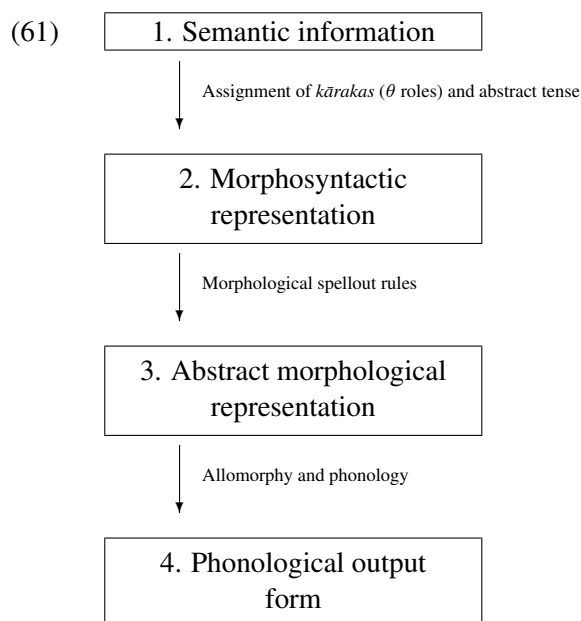 (61) 1. Semantic information
Assignment of kārakas (θ roles) and abstract tense
2. Morphosyntactic
representation
Morphological spellout rules
3. Abstract morphological
representation
Allomorphy and phonology
4. Phonological output
form